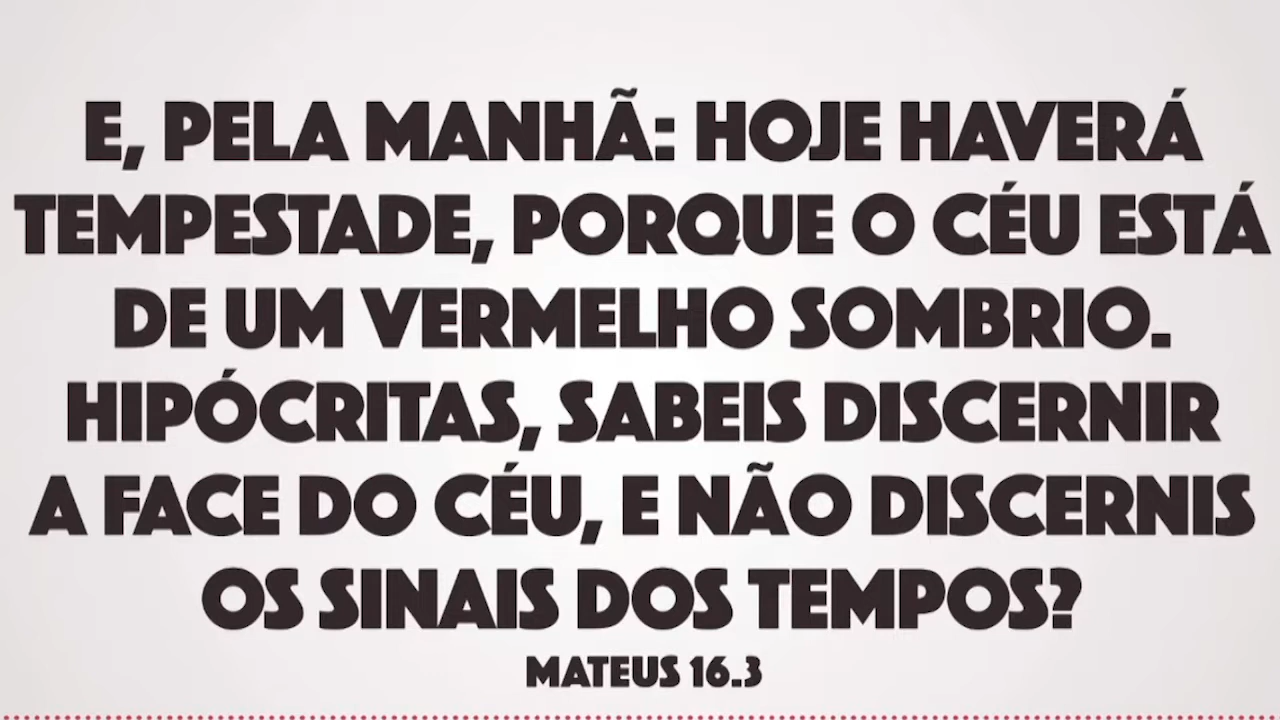 E, PELA MANHÃ: HOJE HAVERÁ
TEMPESTADE, PORQUE O CÉU ESTÁ
DE UM VERMELHO SOMBRIO.
HIPÓCRITAS, SABEIS DISCERNIR
A FACE DO CÉU, E NÃO DISCERNIS
OS SINAIS DOS TEMPOS?
MATEUS 16.3